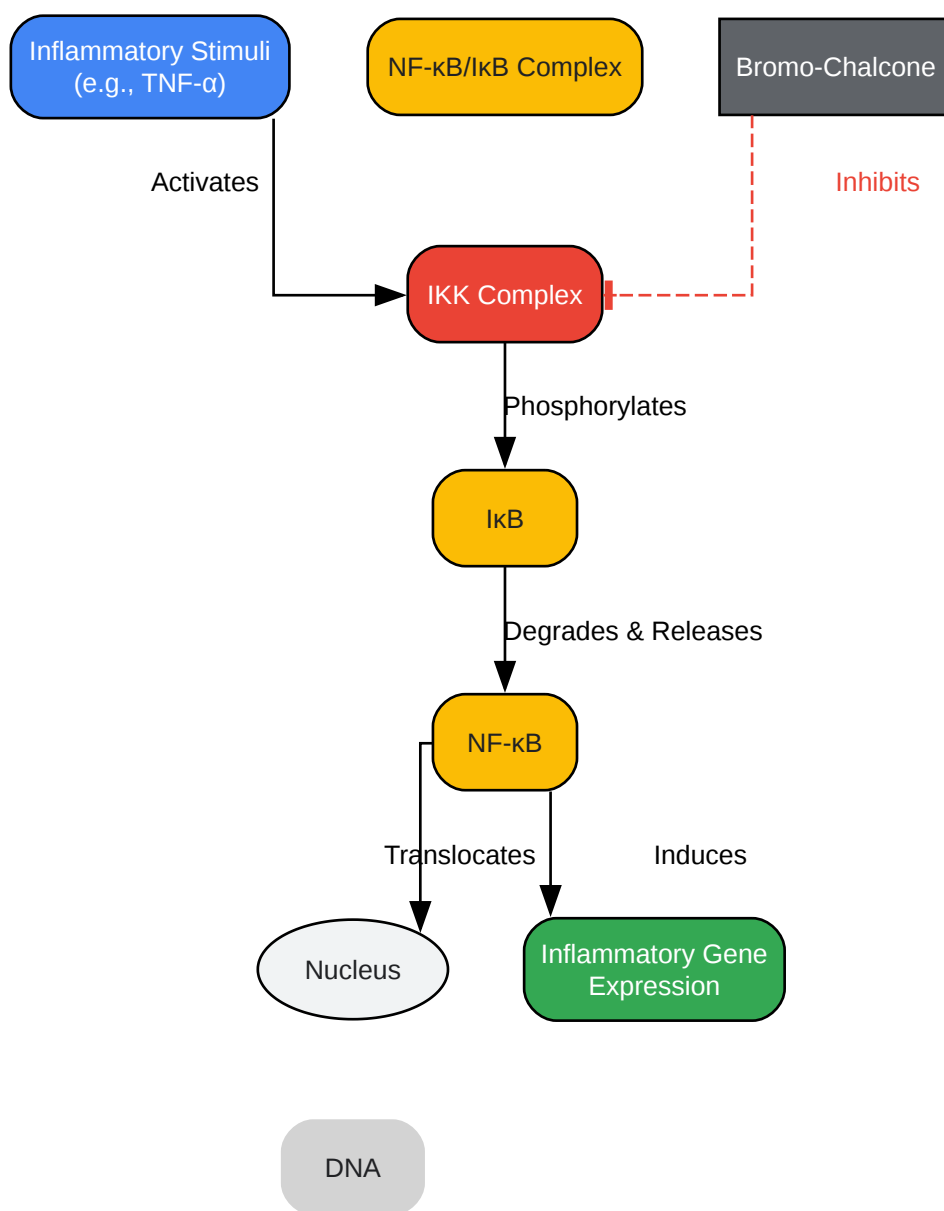 Inflammatory Stimuli
(e.g., TNF-α)
NF-κB/IκB Complex
Bromo-Chalcone
Activates
Inhibits
IKK Complex
Phosphorylates
IκB
Degrades & Releases
NF-κB
Translocates
Induces
Nucleus
Inflammatory Gene
Expression
DNA